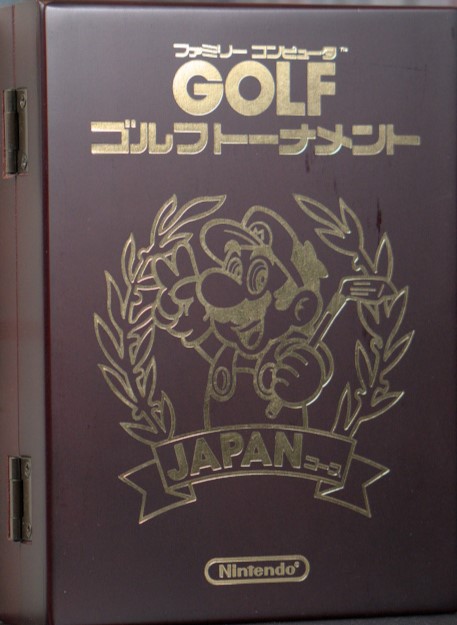 ファミリー コンピュータ™
GOLF
ゴルフトーナメント
M
JAPANコース
Nintendo®